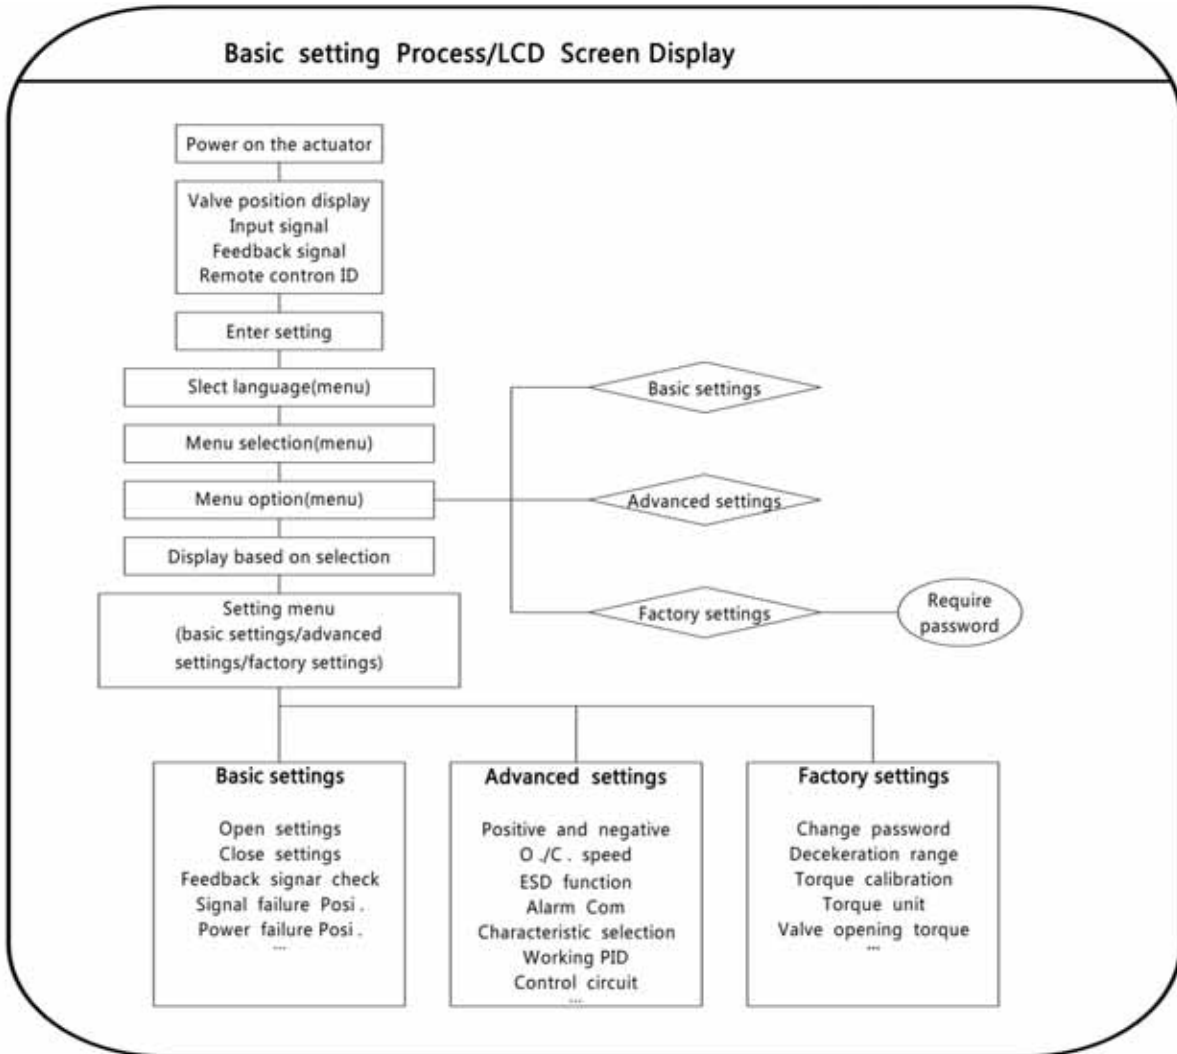 Basic setting Process/LCD Screen Display
Power on the actuator
Valve position display
Input signal
Feedback signal
Remote contron ID
Enter setting
Slect language(menu)
Menu selection(menu)
Menu option(menu)
Display based on selection
Setting menu
(basic settings/advanced
settings/factory settings)
Basic settings
Advanced settings
Factory settings
Require
password
Basic settings
Open settings
Close settings
Feedback signar check
Signal failure Posi .
Power failure Posi .
...
Advanced settings
Positive and negative
O ./C . speed
ESD function
Alarm Com
Characteristic selection
Working PID
Control circuit
...
Factory settings
Change password
Decekeration range
Torque calibration
Torque unit
Valve opening torque
...